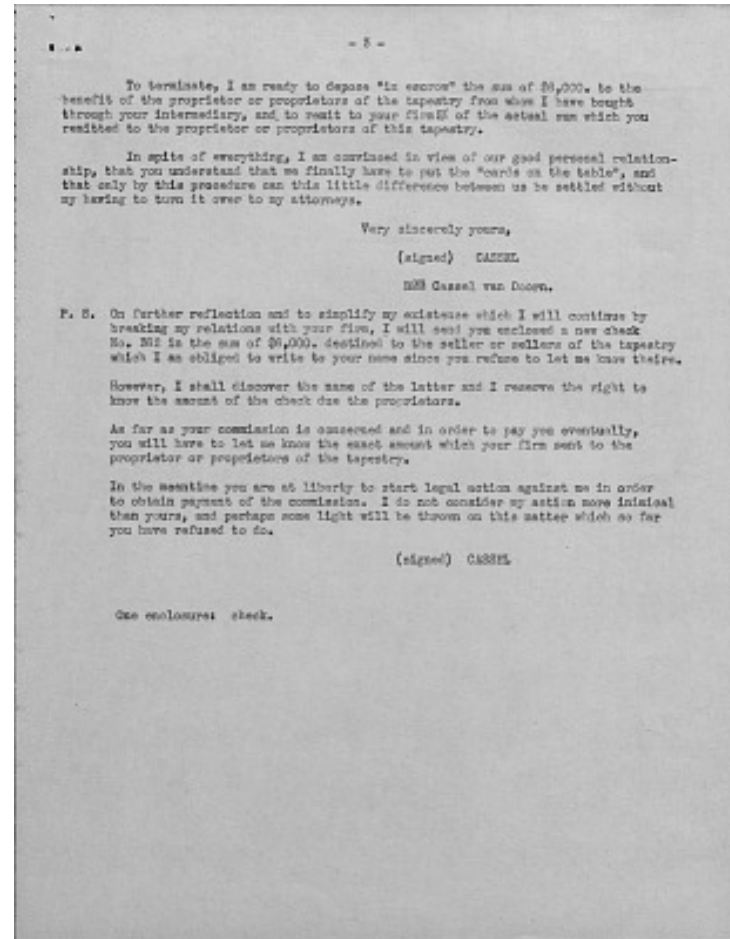 - 3 -
To terminate, I am ready to depose "in escrow" the sum of $6,000. to the
benefit of the proprietor or proprietors of the tapestry from whom I have bought
through your intermediary, and to remit to your firm of the actual sum which you
remitted to the proprietor or proprietors of this tapestry.
In spite of everything, I am convinced in view of our good personal relation-
ship, that you understand that we finally have to put the "cards on the table", and
that only by this procedure can this little difference between us be settled without
my having to turn it over to my attorneys.
Very sincerely yours,
(signed) CASSEL
Cassel van Doorn.
P. S. On further reflection and to simplify my existence which I will continue by
breaking my relations with your firm, I will send you enclosed a new check
No. in the sum of $6,000. destined to the seller or sellers of the tapestry
which I am obliged to write to your name since you refuse to let me know theirs.
However, I shall discover the name of the latter and I reserve the right to
know the amount of the check due the proprietors.
As far as your commission is concerned and in order to pay you eventually,
you will have to let me know the exact amount which your firm sent to the
proprietor or proprietors of the tapestry.
In the meantime you are at liberty to start legal action against me in order
to obtain payment of the commission. I do not consider my action more inimical
than yours, and perhaps some light will be thrown on this matter which so far
you have refused to do.
(signed) CASSEL
One enclosure: check.